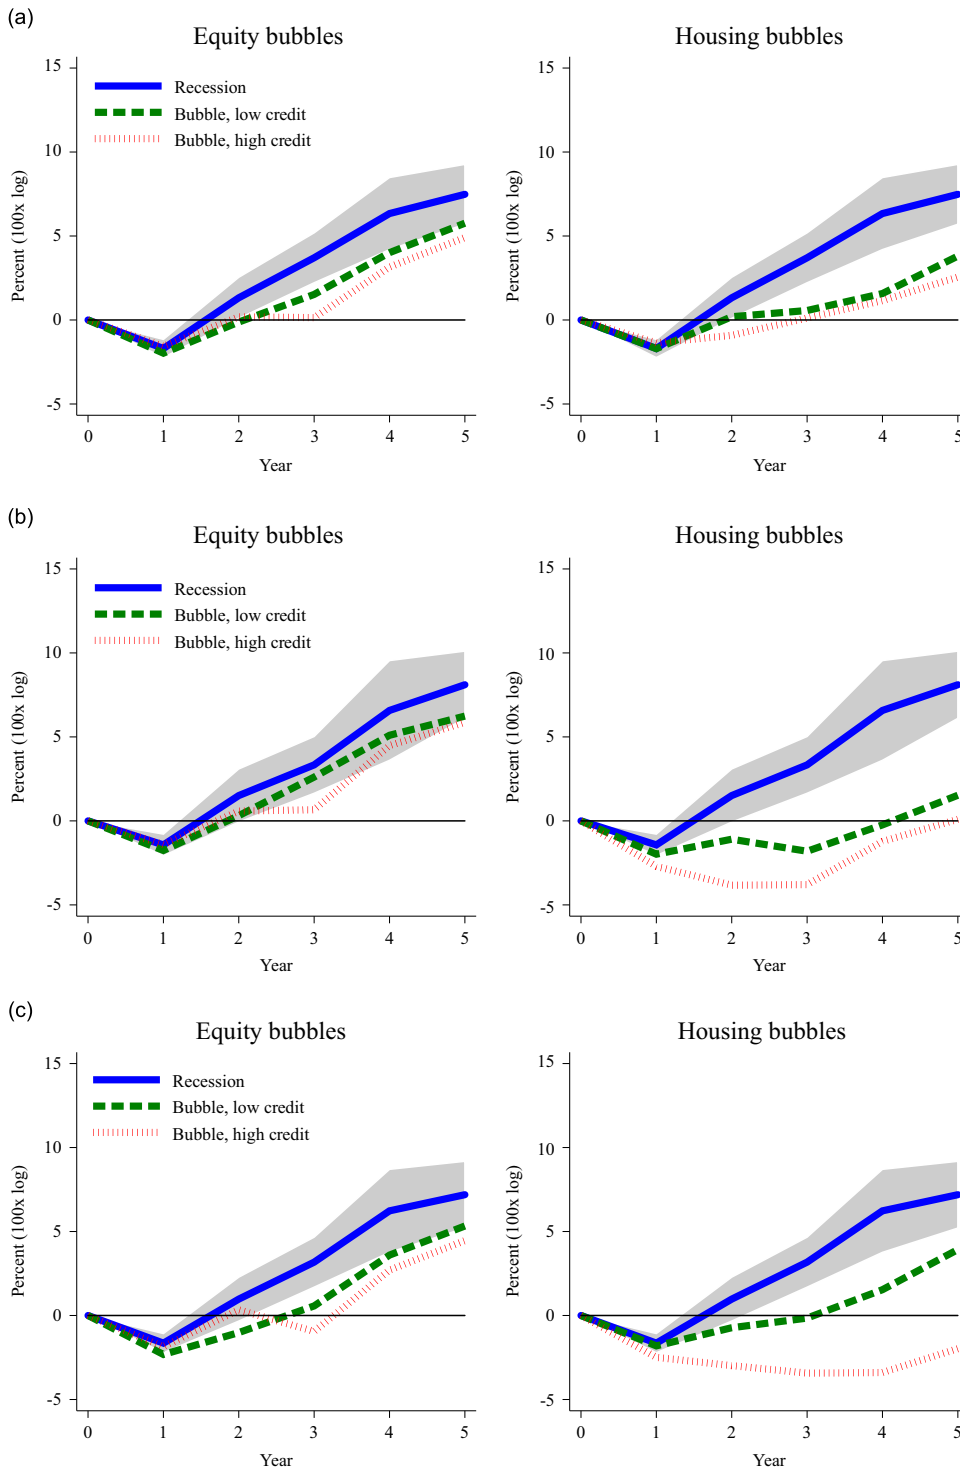 (a)
Equity bubbles
Housing bubbles
Percent (100x log)
15
10
5
0
-5
Recession
Bubble, low credit
Bubble, high credit
0 1 2 3 4 5
Year
Percent (100x log)
15
10
5
0
-5
0 1 2 3 4 5
Year
(b)
Equity bubbles
Housing bubbles
Percent (100x log)
15
10
5
0
-5
Recession
Bubble, low credit
Bubble, high credit
0 1 2 3 4 5
Year
Percent (100x log)
15
10
5
0
-5
0 1 2 3 4 5
Year
(c)
Equity bubbles
Housing bubbles
Percent (100x log)
15
10
5
0
-5
Recession
Bubble, low credit
Bubble, high credit
0 1 2 3 4 5
Year
Percent (100x log)
15
10
5
0
-5
0 1 2 3 4 5
Year